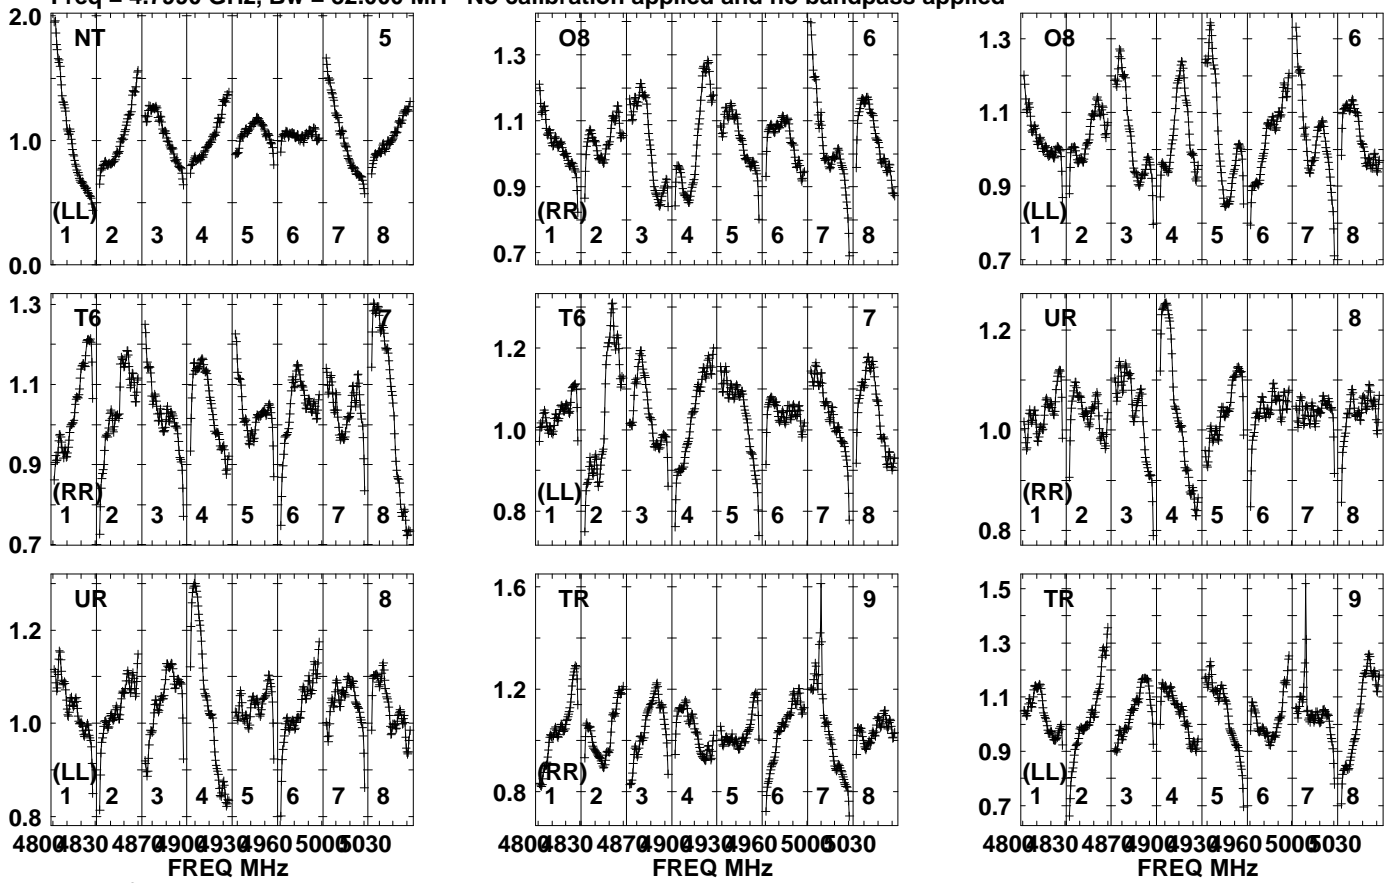 Freq = 4.7990 GHz, Bw = 32.000 MH No calibration applied and no bandpass applied
2.0 NT 5 O8 6 O8 6
1.3 1.3
1.0 1.1 1.1
0.9 0.9
(LL) (RR) (LL)
1 2 3 4 5 6 7 8 1 2 3 4 5 6 7 8 1 2 3 4 5 6 7 8
0.0 0.7 0.7
1.3 T6 7 T6 7 UR 8
1.2 1.2
1.1
1.0 1.0
0.9
(RR) (LL) (RR)
1 2 3 4 5 6 7 8 1 2 3 4 5 6 7 8 1 2 3 4 5 6 7 8
0.7 0.8 0.8
UR 8 TR 9 TR 9
1.6 1.5
1.2 1.3
1.2 1.1
1.0 0.9
(LL) (RR) (LL)
0.8 0.8 0.7
1 2 3 4 5 6 7 8 1 2 3 4 5 6 7 8 1 2 3 4 5 6 7 8
4800 4830 4870 4900 4930 4960 5000 5030 4800 4830 4870 4900 4930 4960 5000 5030 4800 4830 4870 4900 4930 4960 5000 5030
FREQ MHz FREQ MHz FREQ MHz